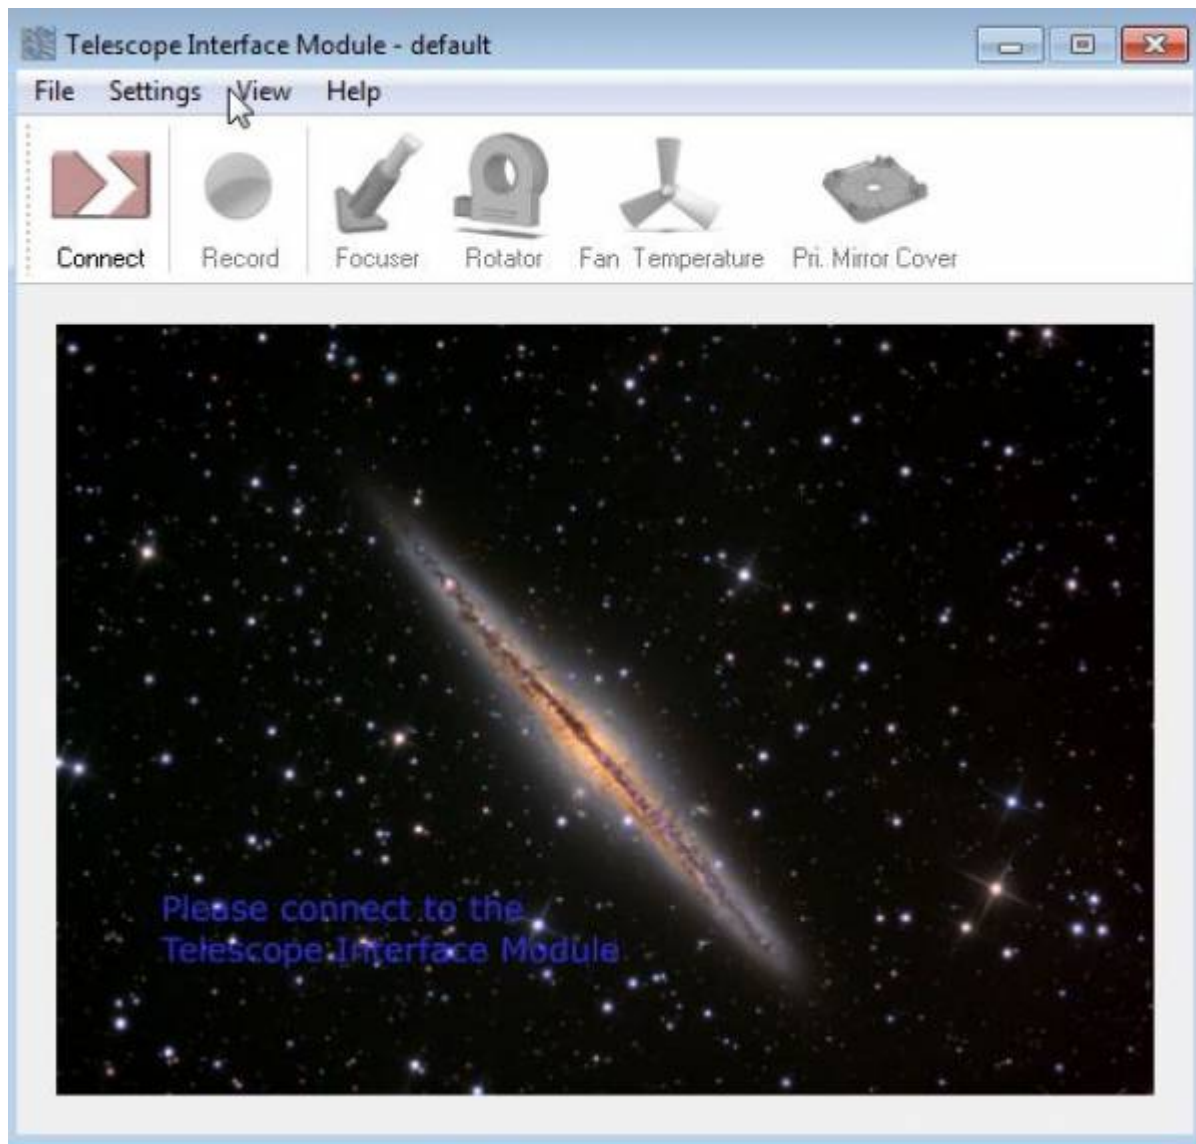 Telescope Interface Module - default
File Settings View Help
Connect Record Focuser Rotator Fan Temperature Pri. Mirror Cover
Please connect to the
Telescope Interface Module